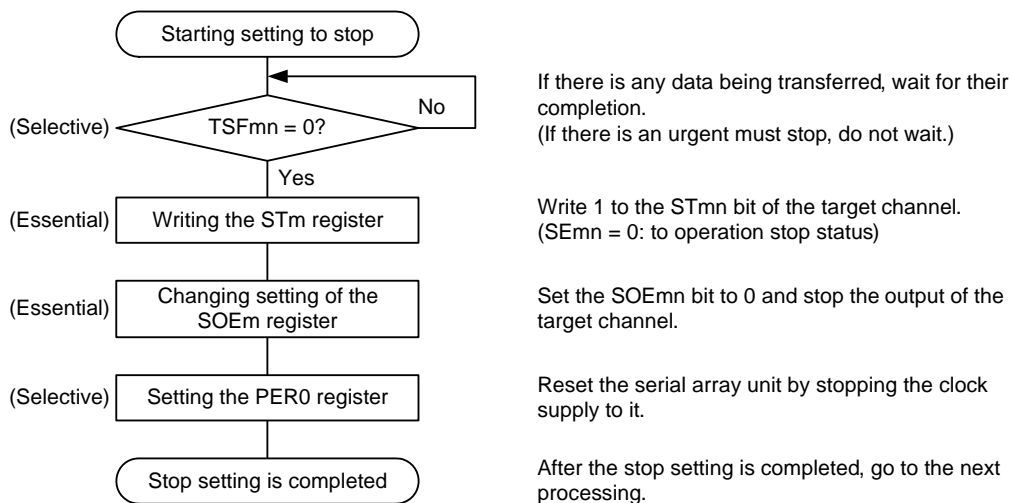 Starting setting to stop
If there is any data being transferred, wait for their
completion.
(If there is an urgent must stop, do not wait.)
No
(Selective)
TSFmn = 0?
Yes
(Essential)
Writing the STm register
Write 1 to the STmn bit of the target channel.
(SEmn = 0: to operation stop status)
(Essential)
Changing setting of the
SOEm register
Set the SOEmn bit to 0 and stop the output of the
target channel.
(Selective)
Setting the PER0 register
Reset the serial array unit by stopping the clock
supply to it.
Stop setting is completed
After the stop setting is completed, go to the next
processing.